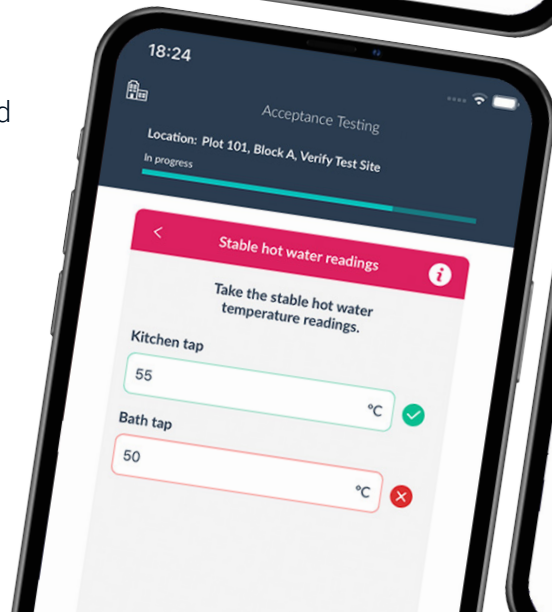 d
18:24
Acceptance Testing
Location: Plot 101, Block A, Verify Test Site
In progress
Stable hot water readings
i
Take the stable hot water
temperature readings.
Kitchen tap
55 °C
Bath tap
50 °C